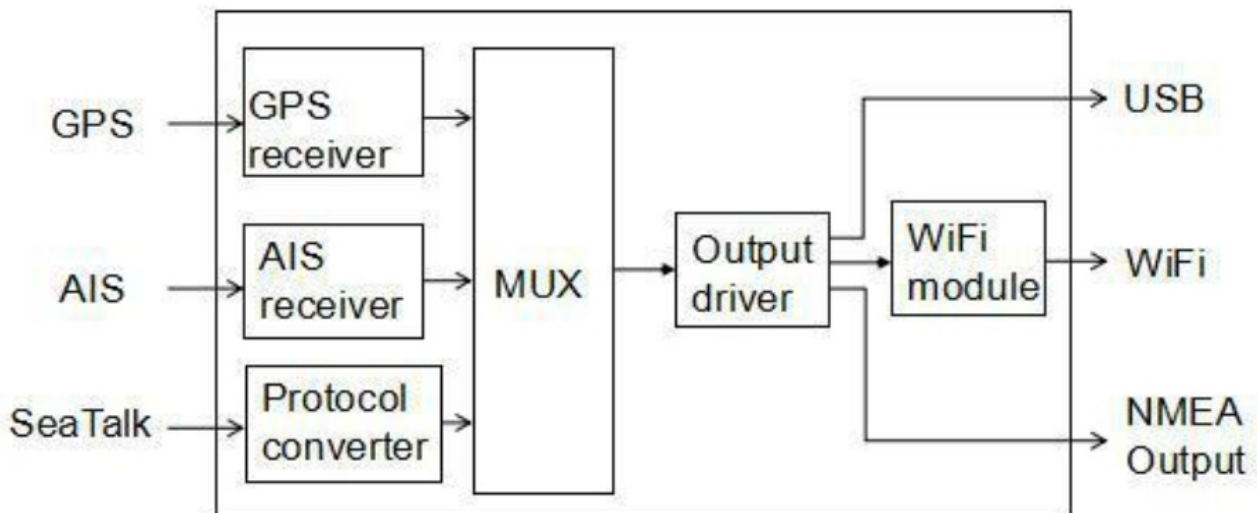 GPS
GPS
receiver
AIS
AIS
receiver
SeaTalk
Protocol
converter
MUX
Output
driver
WiFi
module
USB
WiFi
NMEA
Output